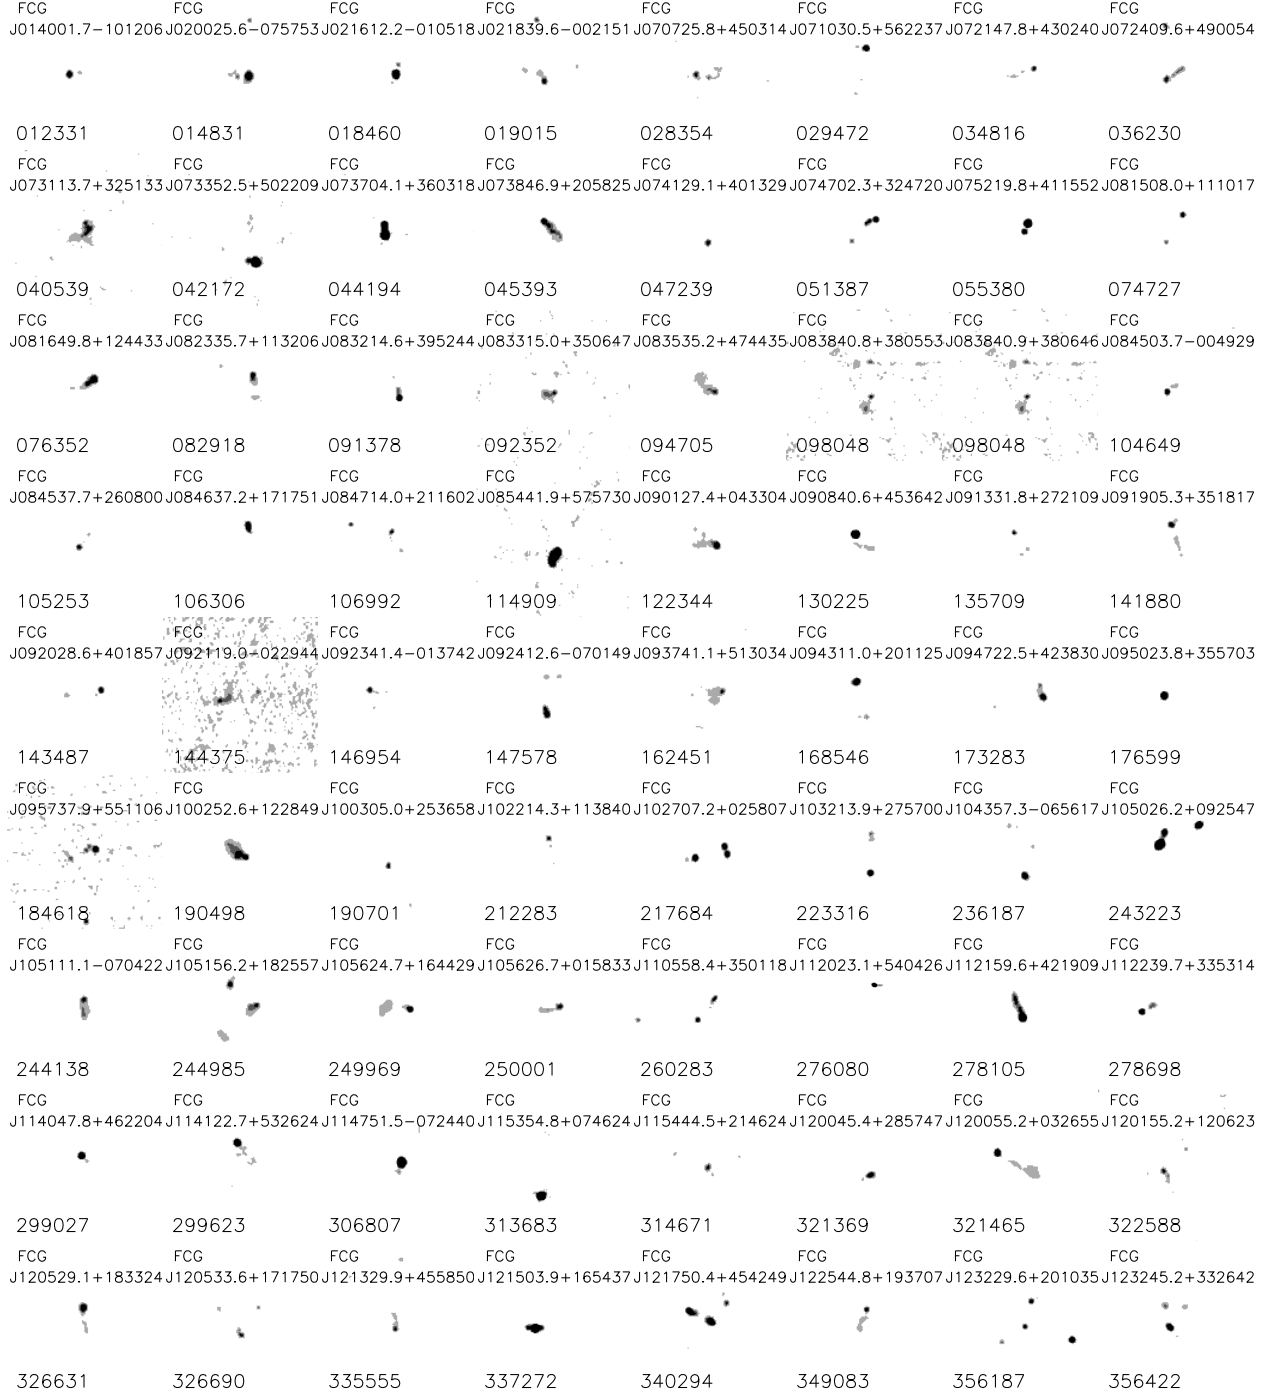 FCG FCG FCG FCG FCG FCG FCG FCG
J014001.7-101206 J020025.6-075753 J021612.2-010518 J021839.6-002151 J070725.8+450314 J071030.5+562237 J072147.8+430240 J072409.6+490054
012331 014831 018460 019015 028354 029472 034816 036230
FCG FCG FCG FCG FCG FCG FCG FCG
J073113.7+325133 J073352.5+502209 J073704.1+360318 J073846.9+205825 J074129.1+401329 J074702.3+324720 J075219.8+411552 J081508.0+111017
040539 042172 044194 045393 047239 051387 055380 074727
FCG FCG FCG FCG FCG FCG FCG FCG
J081649.8+124433 J082335.7+113206 J083214.6+395244 J083315.0+350647 J083535.2+474435 J083840.8+380553 J083840.9+380646 J084503.7-004929
076352 082918 091378 092352 094705 098048 098048 104649
FCG FCG FCG FCG FCG FCG FCG FCG
J084537.7+260800 J084637.2+171751 J084714.0+211602 J085441.9+575730 J090127.4+043304 J090840.6+453642 J091331.8+272109 J091905.3+351817
105253 106306 106992 114909 122344 130225 135709 141880
FCG FCG FCG FCG FCG FCG FCG FCG
J092028.6+401857 J092119.0-022944 J092341.4-013742 J092412.6-070149 J093741.1+513034 J094311.0+201125 J094722.5+423830 J095023.8+355703
143487 144375 146954 147578 162451 168546 173283 176599
FCG FCG FCG FCG FCG FCG FCG FCG
J095737.9+551106 J100252.6+122849 J100305.0+253658 J102214.3+113840 J102707.2+025807 J103213.9+275700 J104357.3-065617 J105026.2+092547
184618 190498 190701 212283 217684 223316 236187 243223
FCG FCG FCG FCG FCG FCG FCG FCG
J105111.1-070422 J105156.2+182557 J105624.7+164429 J105626.7+015833 J110558.4+350118 J112023.1+540426 J112159.6+421909 J112239.7+335314
244138 244985 249969 250001 260283 276080 278105 278698
FCG FCG FCG FCG FCG FCG FCG FCG
J114047.8+462204 J114122.7+532624 J114751.5-072440 J115354.8+074624 J115444.5+214624 J120045.4+285747 J120055.2+032655 J120155.2+120623
299027 299623 306807 313683 314671 321369 321465 322588
FCG FCG FCG FCG FCG FCG FCG FCG
J120529.1+183324 J120533.6+171750 J121329.9+455850 J121503.9+165437 J121750.4+454249 J122544.8+193707 J123229.6+201035 J123245.2+332642
326631 326690 335555 337272 340294 349083 356187 356422